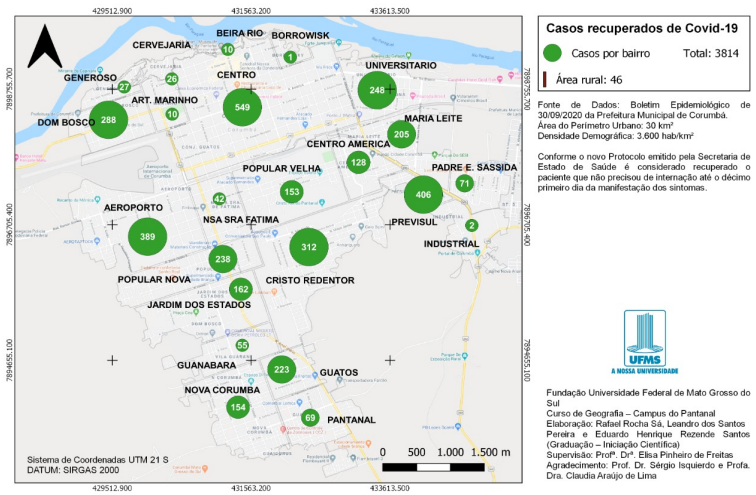 429512.900 431563.200 433613.500
Casos recuperados de Covid-19
Casos por bairro Total: 3814
Área rural: 46
Fonte de Dados: Boletim Epidemiológico de
30/09/2020 da Prefeitura Municipal de Corumbá.
Área do Perímetro Urbano: 30 km²
Densidade Demográfica: 3.600 hab/km²
Conforme o novo Protocolo emitido pela Secretaria de
Estado de Saúde é considerado recuperado o
paciente que não precisou de internação até o décimo
primeiro dia da manifestação dos sintomas.
BEIRA RIO
10
BORROWISK
1
CERVEJARIA
26
GENEROSO
27
CENTRO
549
UNIVERSITARIO
248
ART. MARINHO
10
DOM BOSCO
288
MARIA LEITE
205
CENTRO AMERICA
128
POPULAR VELHA
153
PADRE E. SASSIDA
71
PREVISUL
406
INDUSTRIAL
2
AEROPORTO
389
NSA SRA FATIMA
42
CRISTO REDENTOR
312
POPULAR NOVA
238
JARDIM DOS ESTADOS
162
GUANABARA
55
GUATOS
223
NOVA CORUMBA
154
PANTANAL
69
7898755.700 7898755.700
7896705.400 7896705.400
7894655.100 7894655.100
Sistema de Coordenadas UTM 21 S
DATUM: SIRGAS 2000
0 500 1.000 1.500 m
429512.900 431563.200 433613.500
UFMS
A NOSSA UNIVERSIDADE
Fundação Universidade Federal de Mato Grosso do
Sul
Curso de Geografia – Campus do Pantanal
Elaboração: Rafael Rocha Sá, Leandro dos Santos
Pereira e Eduardo Henrique Rezende Santos
(Graduação – Iniciação Científica)
Supervisão: Profª. Drª. Elisa Pinheiro de Freitas
Agradecimento: Prof. Dr. Sérgio Isquierdo e Profa.
Dra. Claudia Araújo de Lima